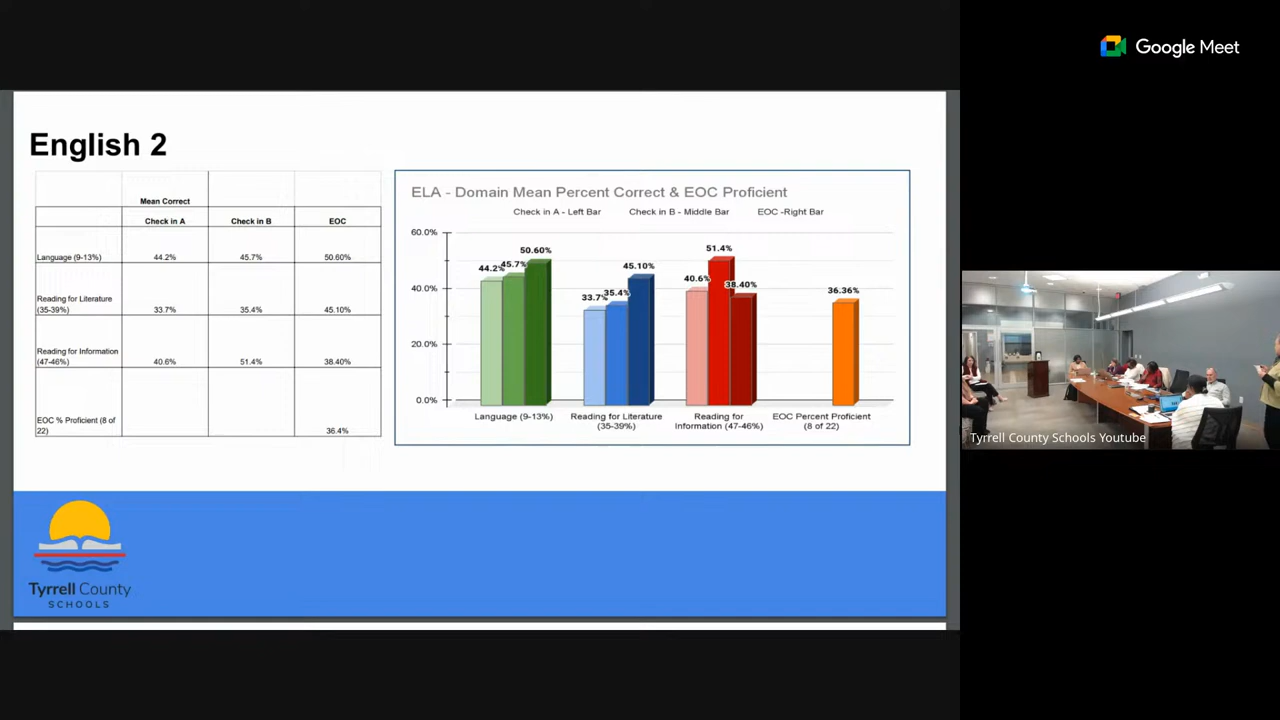 Google Meet
English 2
Mean Correct
Check in A Check in B EOC
Language (9-13%) 44.2% 45.7% 50.60%
Reading for Literature
(35-39%) 33.7% 35.4% 45.10%
Reading for Information
(47-46%) 40.6% 51.4% 38.40%
EOC % Proficient (8 of
22) 36.4%
ELA - Domain Mean Percent Correct & EOC Proficient
Check in A - Left Bar Check in B - Middle Bar EOC -Right Bar
60.0%
40.0%
20.0%
0.0%
44.2% 45.7% 50.60%
33.7% 35.4% 45.10%
40.6% 51.4% 38.40%
36.36%
Language (9-13%) Reading for Literature Reading for EOC Percent Proficient
(35-39%) Information (47-46%) (8 of 22)
Tyrrell County Schools Youtube
Tyrrell County
SCHOOLS